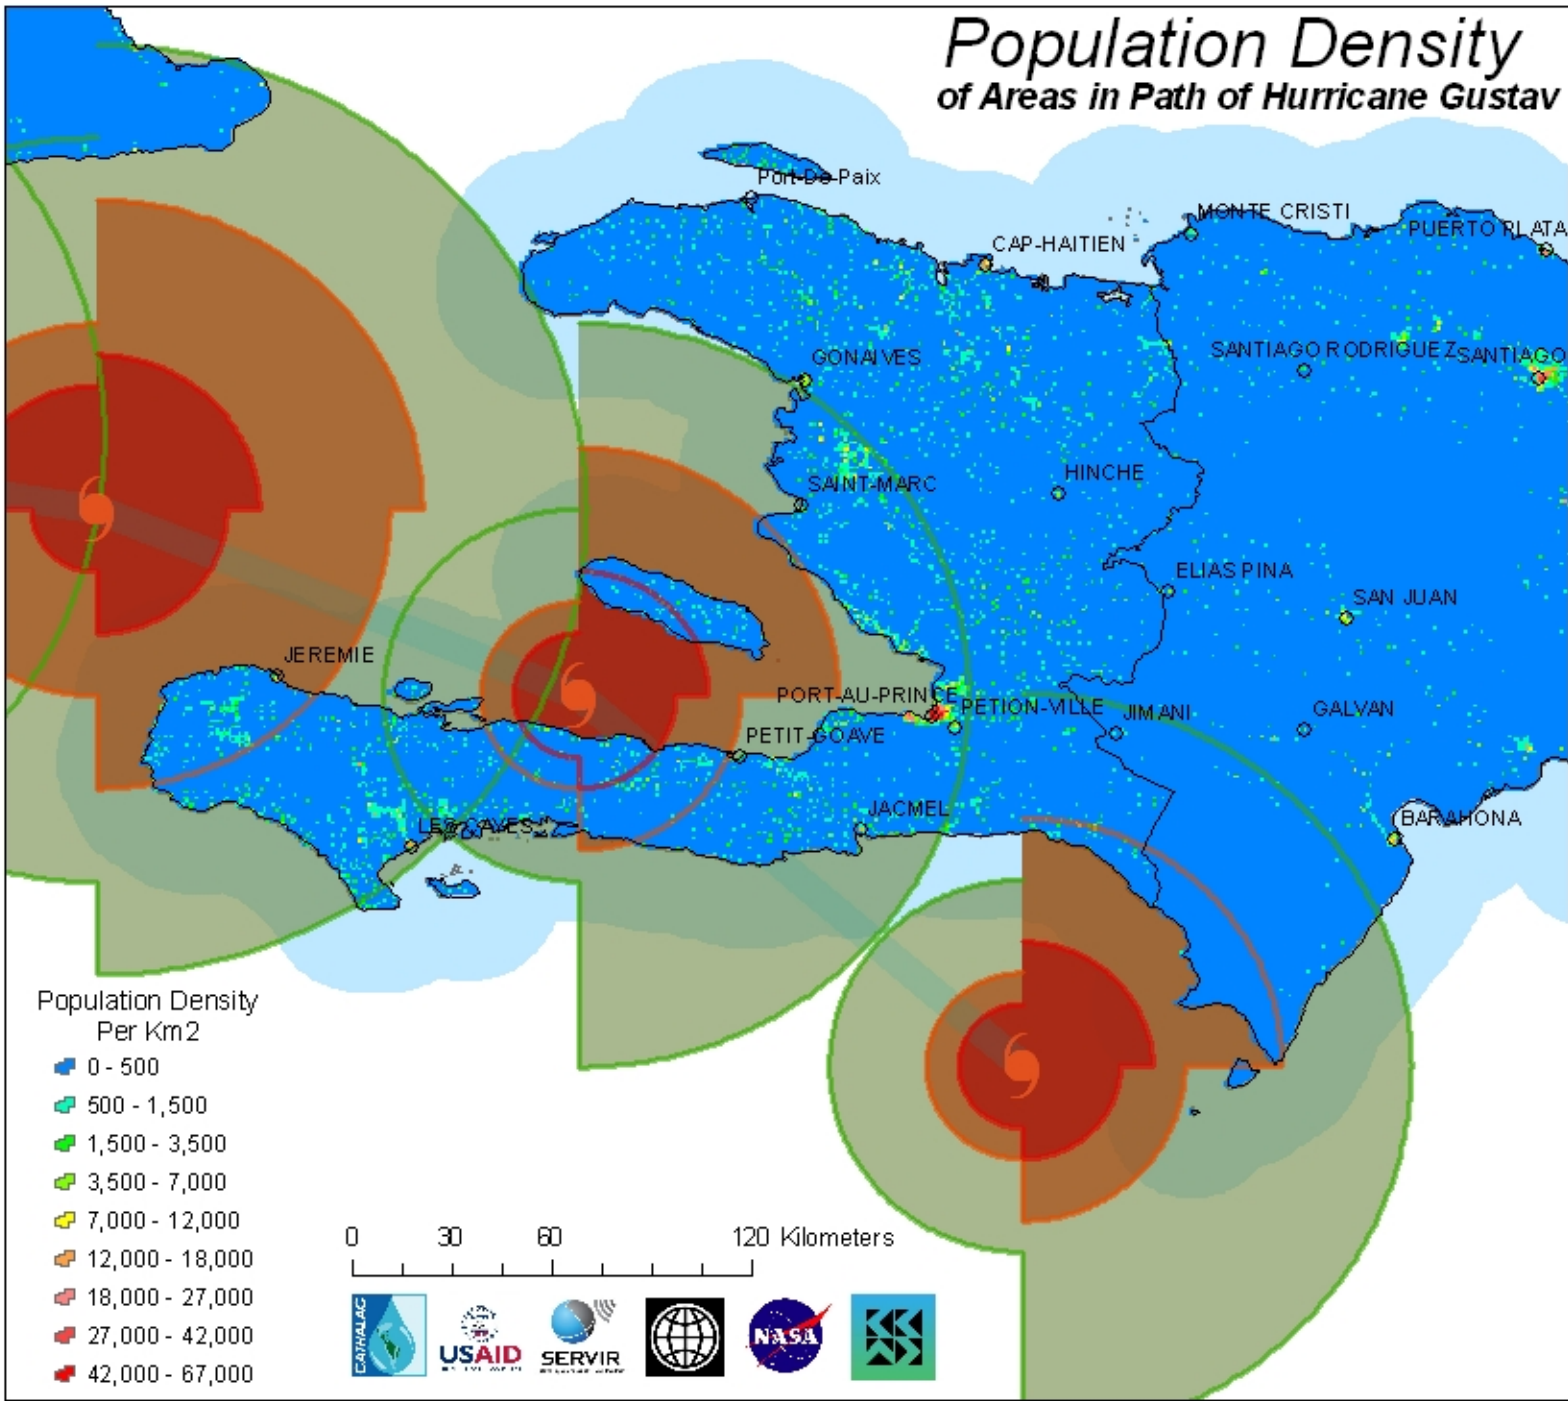 Population Density
of Areas in Path of Hurricane Gustav
Port-De-Paix
MONTE CRISTI
PUERTO PLATA
CAP-HAITIEN
GONAIVES
SANTIAGO RODRIGUEZ
SANTIAGO
HINCHE
SAINT-MARC
ELIAS PINA
SAN JUAN
JEREMIE
PORT-AU-PRINCE
PETION-VILLE
JIMANI
GALVAN
PETIT-GOAVE
JACMEL
LES CAYES
BARAHONA
Population Density
Per Km2
0 - 500
500 - 1,500
1,500 - 3,500
3,500 - 7,000
7,000 - 12,000
12,000 - 18,000
18,000 - 27,000
27,000 - 42,000
42,000 - 67,000
0 30 60 120 Kilometers
CATHALAC
USAID
SERVIR
NASA